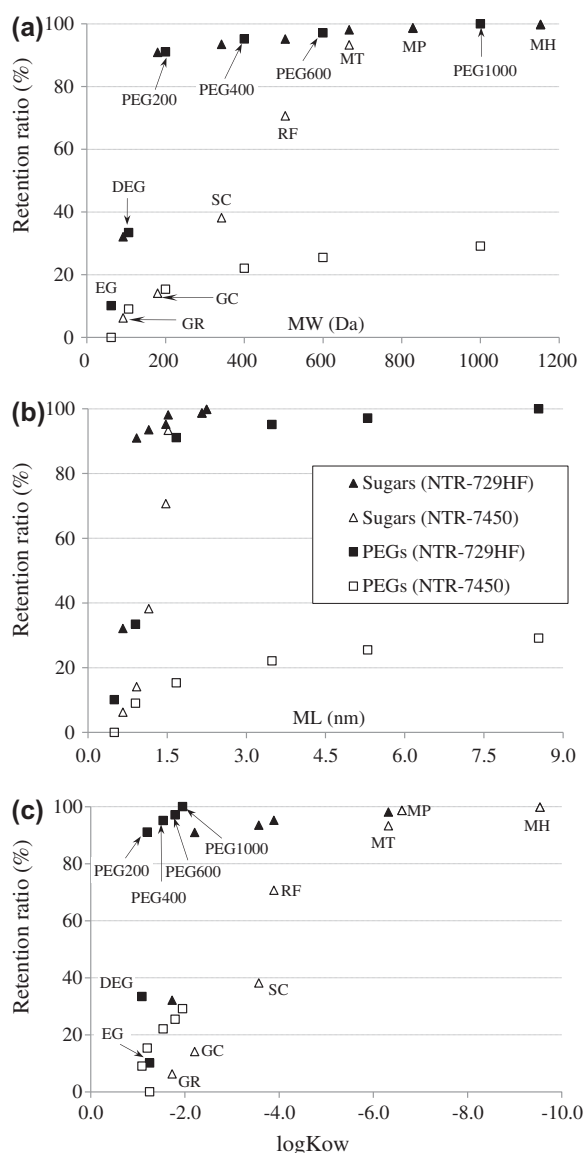 (a)
100
80
60
40
20
0
Retention ratio (%)
PEG200
PEG400
PEG600
MT
MP
PEG1000
MH
RF
DEG
SC
EG
GC
GR
MW (Da)
0 200 400 600 800 1000 1200
(b)
100
80
60
40
20
0
Retention ratio (%)
Sugars (NTR-729HF)
Sugars (NTR-7450)
PEGs (NTR-729HF)
PEGs (NTR-7450)
ML (nm)
0.0 1.5 3.0 4.5 6.0 7.5 9.0
(c)
100
80
60
40
20
0
Retention ratio (%)
PEG1000
PEG200
PEG600
PEG400
MP
MT
MH
RF
DEG
SC
EG
GC
GR
0.0 -2.0 -4.0 -6.0 -8.0 -10.0
logKow